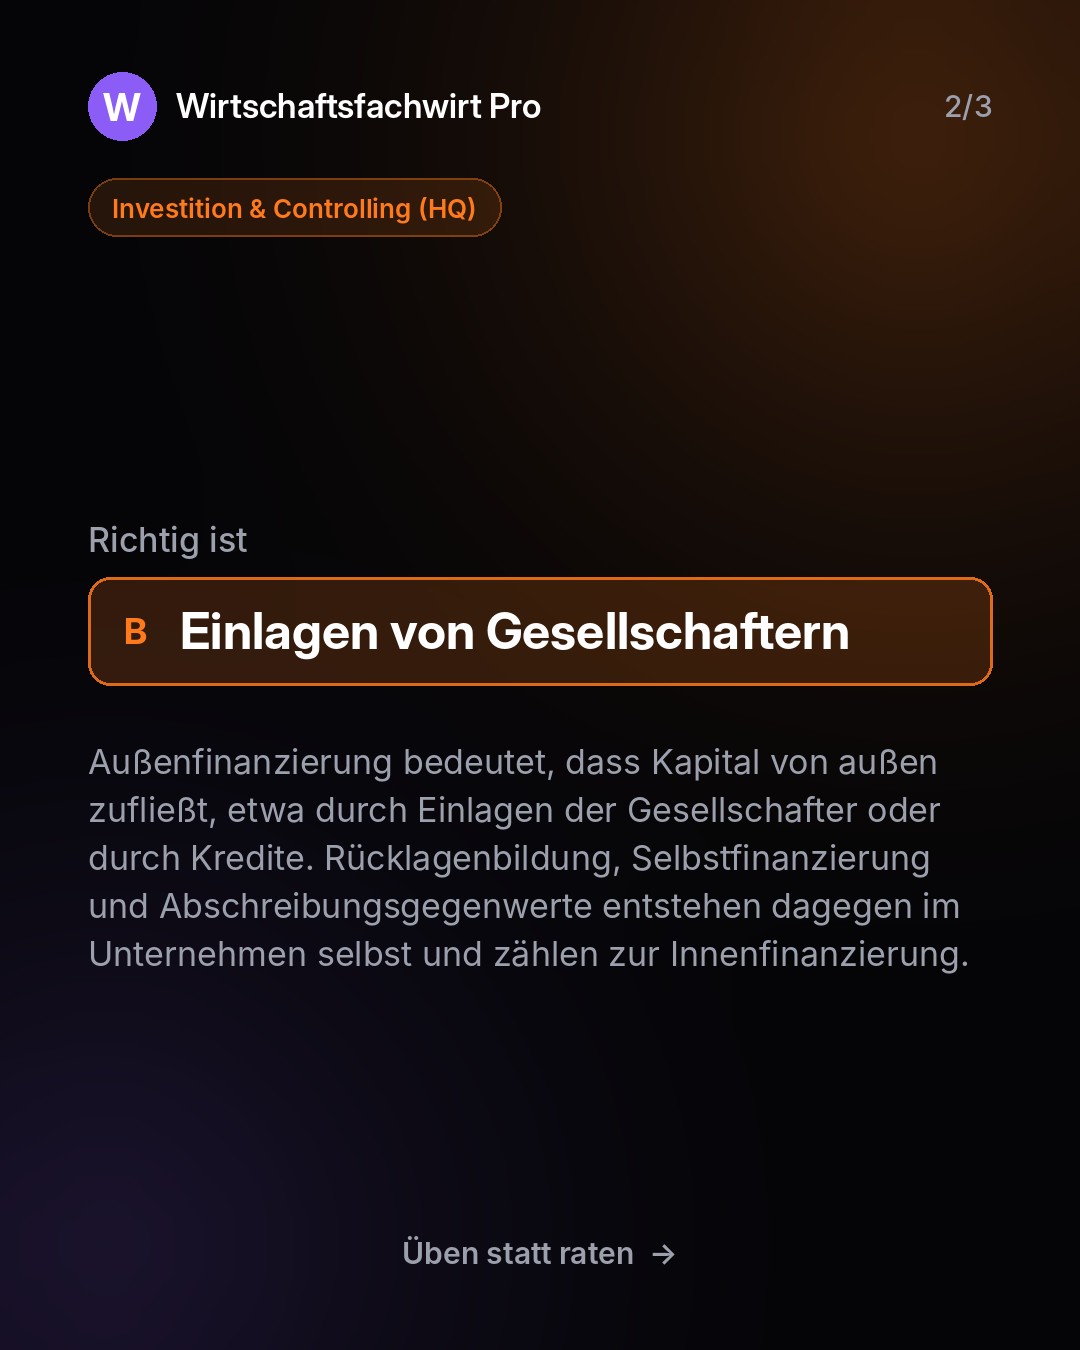 W Wirtschaftsfachwirt Pro 2/3
Investition & Controlling (HQ)
Richtig ist
B Einlagen von Gesellschaftern
Außenfinanzierung bedeutet, dass Kapital von außen
zufließt, etwa durch Einlagen der Gesellschafter oder
durch Kredite. Rücklagenbildung, Selbstfinanzierung
und Abschreibungsgegenwerte entstehen dagegen im
Unternehmen selbst und zählen zur Innenfinanzierung.
Üben statt raten →